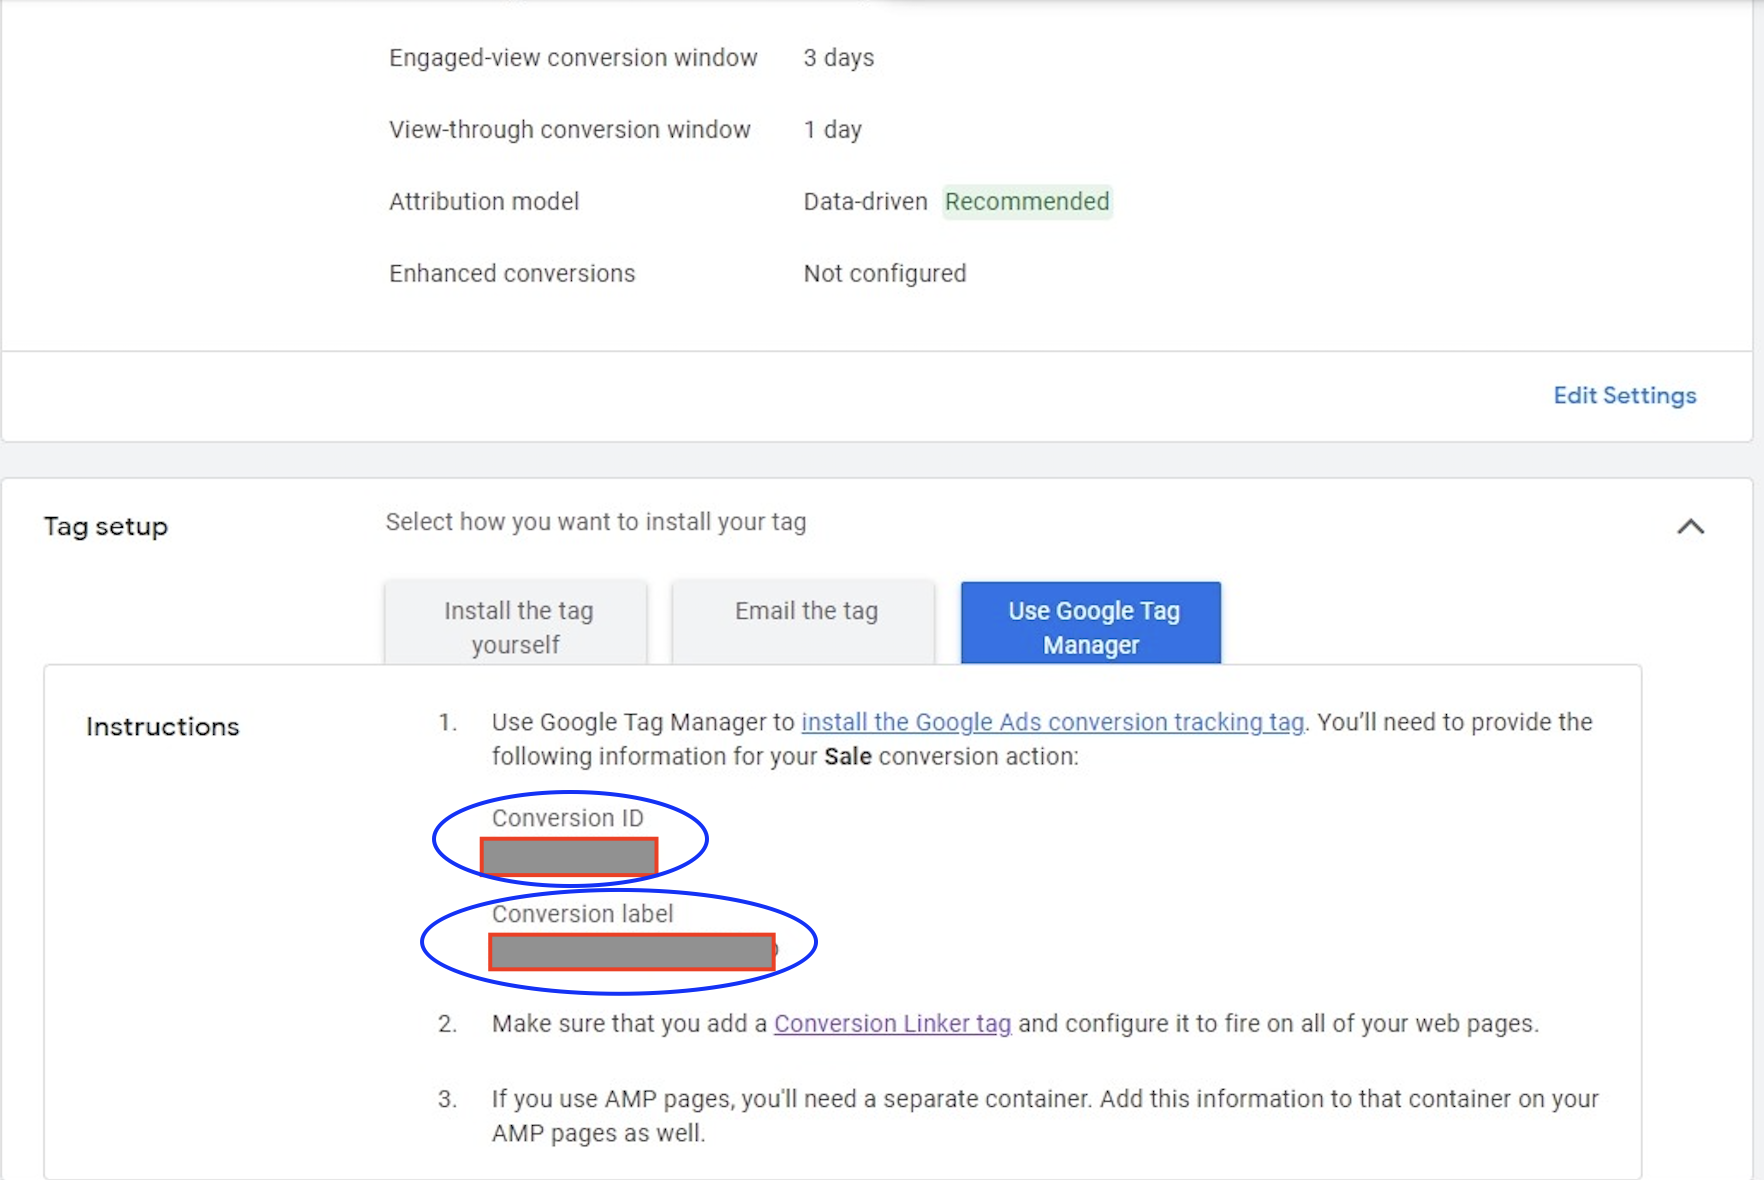 Engaged-view conversion window 3 days
View-through conversion window 1 day
Attribution model Data-driven Recommended
Enhanced conversions Not configured
Edit Settings
Tag setup
Select how you want to install your tag
Install the tag
yourself
Email the tag
Use Google Tag
Manager
Instructions
1. Use Google Tag Manager to install the Google Ads conversion tracking tag. You’ll need to provide the
following information for your Sale conversion action:
Conversion ID
Conversion label
2. Make sure that you add a Conversion Linker tag and configure it to fire on all of your web pages.
3. If you use AMP pages, you'll need a separate container. Add this information to that container on your
AMP pages as well.